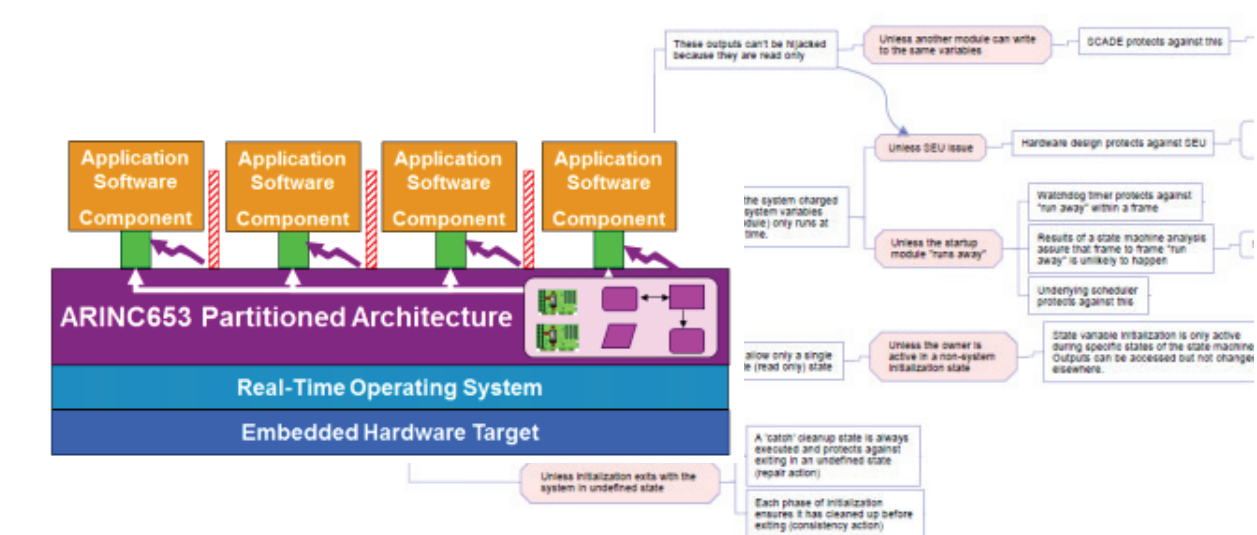 These outputs can't be hijacked
because they are read only
Unless another module can write
to the same variables
SCADE protects against this
Unless SEU issue
Hardware design protects against SEU
the system charged
system variables
dule) only runs at
time.
Unless the startup
module "runs away"
Watchdog timer protects against
"run away" within a frame
Results of a state machine analysis
assure that frame to frame "run
away" is unlikely to happen
Underlying scheduler
protects against this
allow only a single
e (read only) state
Unless the owner is
active in a non-system
initialization state
State variable initialization is only active
during specific states of the state machine
Outputs can be accessed but not changed
elsewhere.
Application
Software
Component
Application
Software
Component
Application
Software
Component
Application
Software
Component
ARINC653 Partitioned Architecture
Real-Time Operating System
Embedded Hardware Target
Unless initialization exits with the
system in undefined state
A 'catch' cleanup state is always
executed and protects against
exiting in an undefined state
(repair action)
Each phase of initialization
ensures it has cleaned up before
exiting (consistency action)